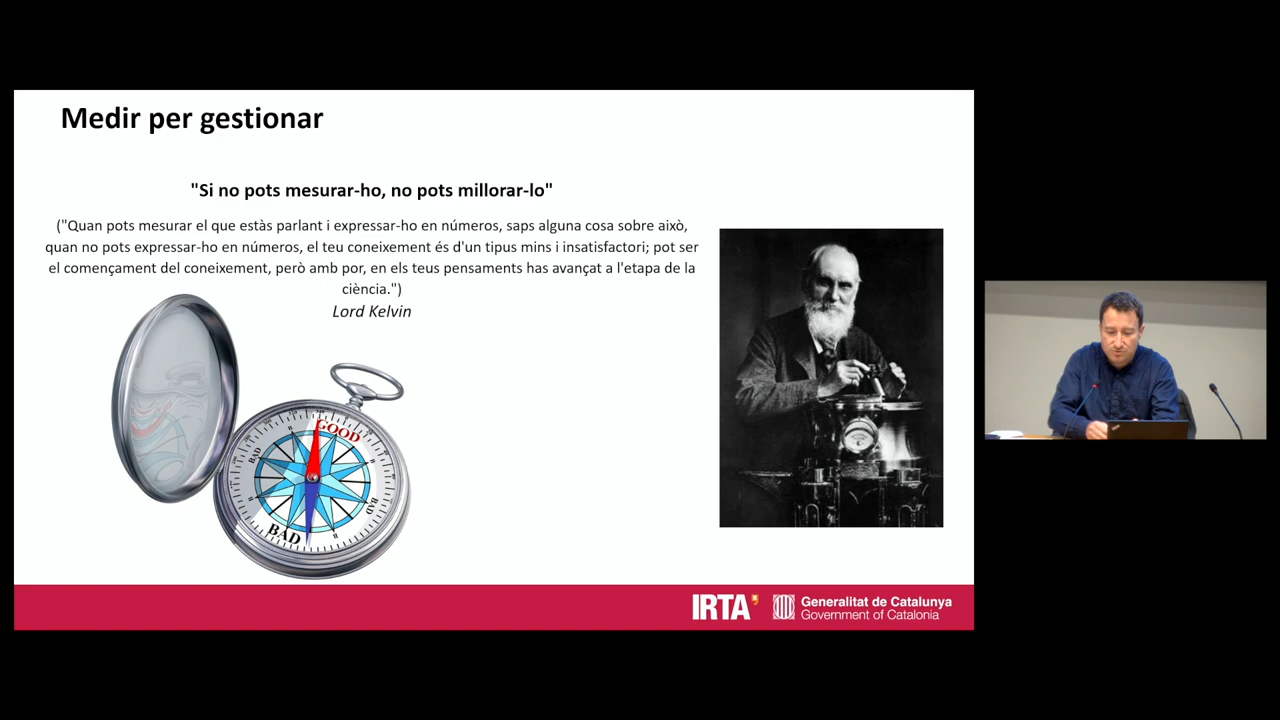 Medir per gestionar
"Si no pots mesurar-ho, no pots millorar-lo"
("Quan pots mesurar el que estàs parlant i expressar-ho en números, saps alguna cosa sobre això,
quan no pots expressar-ho en números, el teu coneixement és d'un tipus mins i insatisfactori; pot ser
el començament del coneixement, però amb por, en els teus pensaments has avançat a l'etapa de la
ciència.")
Lord Kelvin
GOOD
BAD
BAD
BAD
IRTA
Generalitat de Catalunya
Government of Catalonia